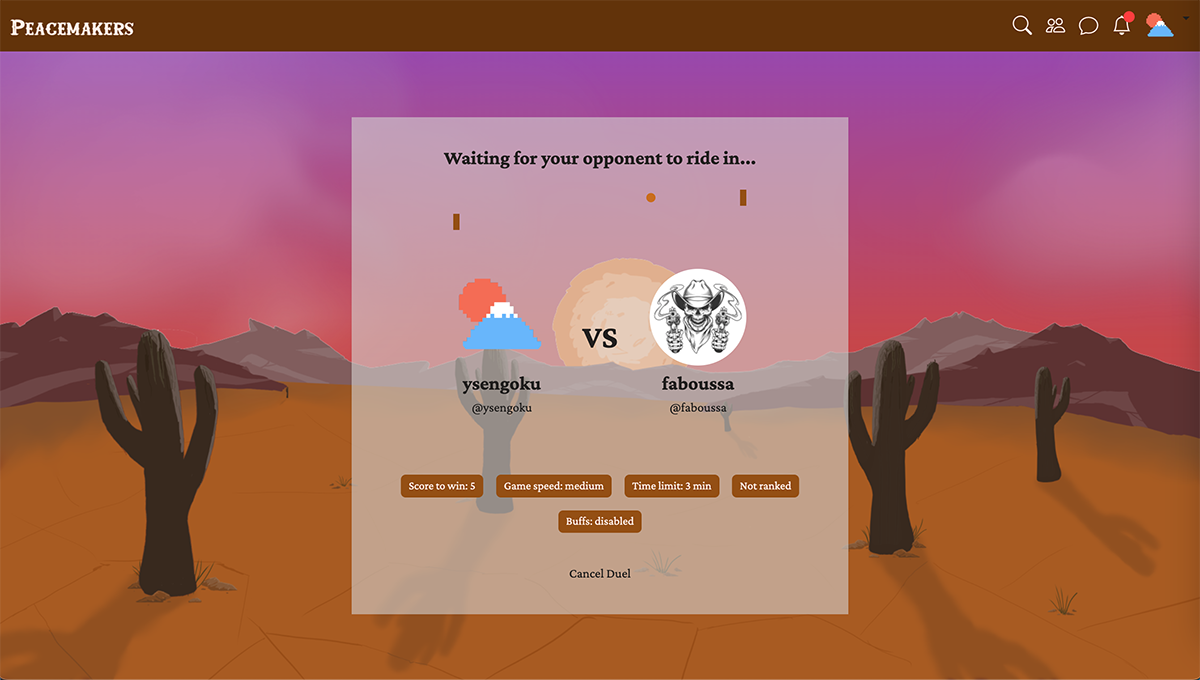 Peacemakers
Waiting for your opponent to ride in...
vs
ysengoku faboussa
@ysengoku @faboussa
Score to win: 5 Game speed: medium Time limit: 3 min Not ranked
Buffs: disabled
Cancel Duel